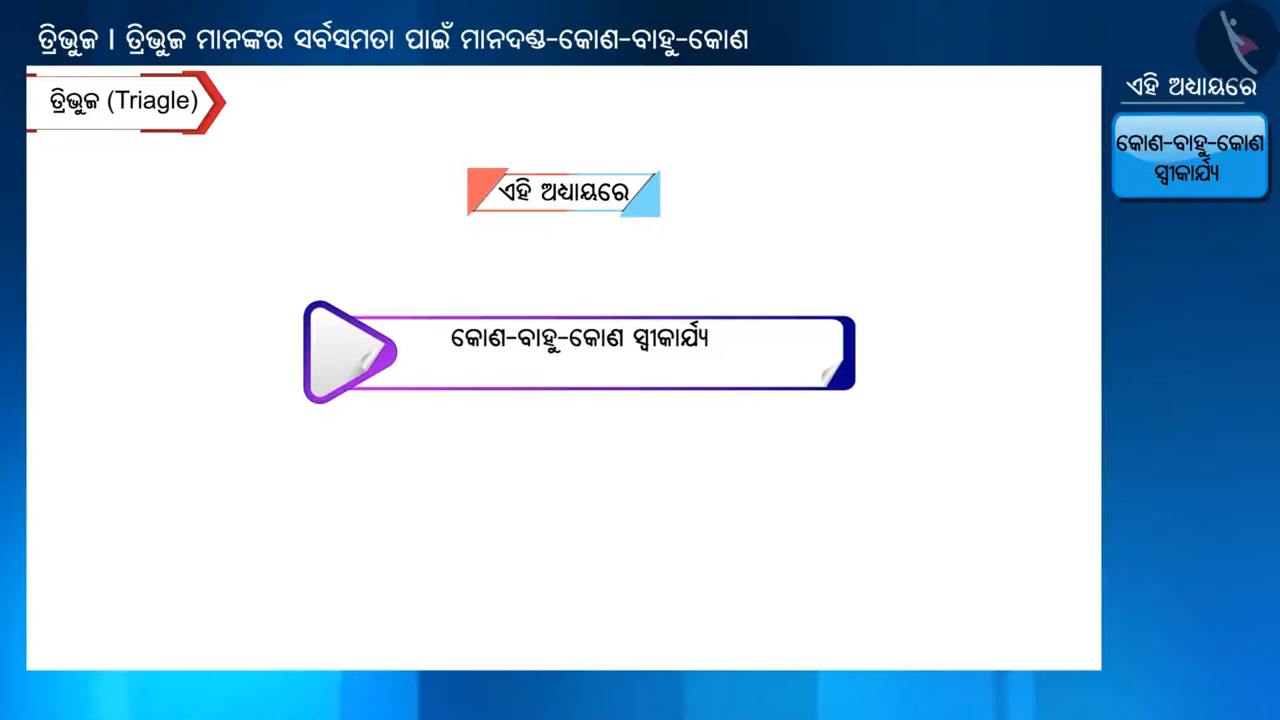 ତ୍ରିଭୁଜ | ତ୍ରିଭୁଜ ମାନଙ୍କର ସର୍ବସମତା ପାଇଁ ମାନଦଣ୍ଡ-କୋଣ-ବାହୁ-କୋଣ
ତ୍ରିଭୁଜ (Triagle)
ଏହି ଅଧ୍ୟାୟରେ
କୋଣ-ବାହୁ-କୋଣ ସ୍ୱୀକାର୍ଯ୍ୟ
ଏହି ଅଧ୍ୟାୟରେ
କୋଣ-ବାହୁ-କୋଣ
ସ୍ୱୀକାର୍ଯ୍ୟ